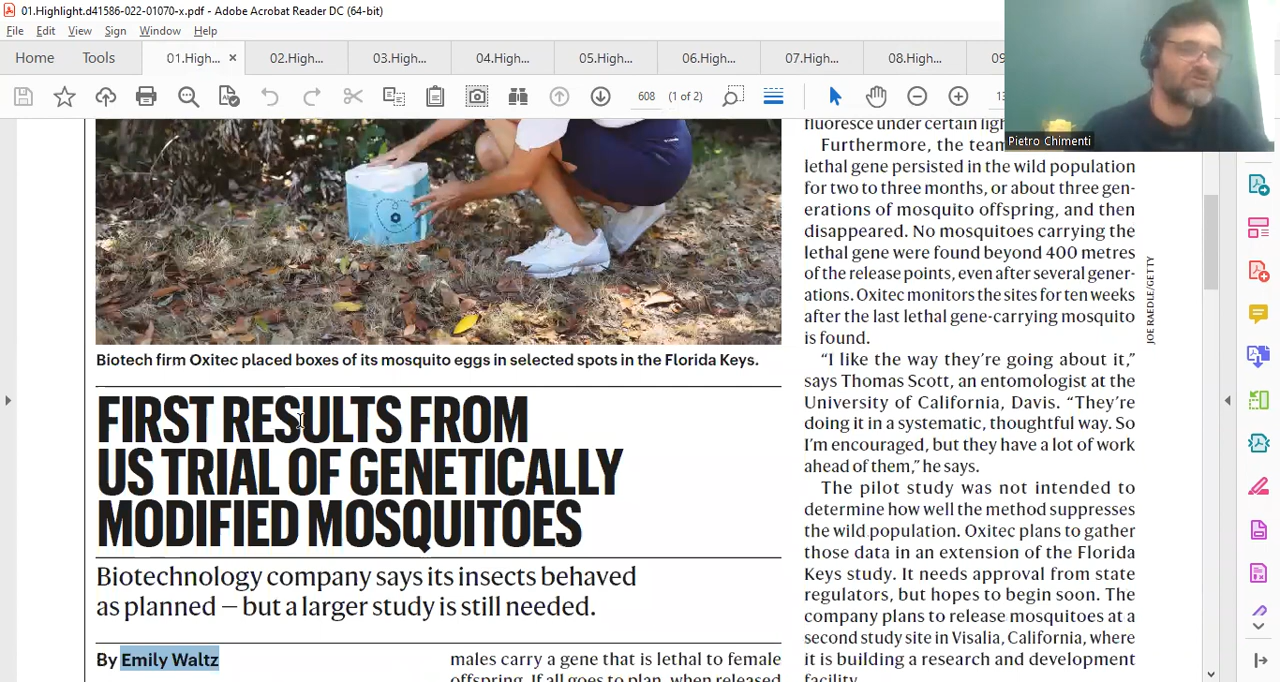 01.Highlight.d41586-022-01070-x.pdf - Adobe Acrobat Reader DC (64-bit)
File Edit View Sign Window Help
Home Tools 01.High... × 02.High... 03.High... 04.High... 05.High... 06.High... 07.High... 08.High... 09
608 (1 of 2)
Pietro Chimenti
Biotech firm Oxitec placed boxes of its mosquito eggs in selected spots in the Florida Keys.
FIRST RESULTS FROM
US TRIAL OF GENETICALLY
MODIFIED MOSQUITOES
Biotechnology company says its insects behaved
as planned – but a larger study is still needed.
By Emily Waltz
males carry a gene that is lethal to female
offspring. If all goes to plan, when released
fluoresce under certain
Furthermore, the team
lethal gene persisted in the wild population
for two to three months, or about three gen-
erations of mosquito offspring, and then
disappeared. No mosquitoes carrying the
lethal gene were found beyond 400 metres
of the release points, even after several gener-
ations. Oxitec monitors the sites for ten weeks
after the last lethal gene-carrying mosquito
is found.
“I like the way they’re going about it,”
says Thomas Scott, an entomologist at the
University of California, Davis. “They’re
doing it in a systematic, thoughtful way. So
I’m encouraged, but they have a lot of work
ahead of them,” he says.
The pilot study was not intended to
determine how well the method suppresses
the wild population. Oxitec plans to gather
those data in an extension of the Florida
Keys study. It needs approval from state
regulators, but hopes to begin soon. The
company plans to release mosquitoes at a
second study site in Visalia, California, where
it is building a research and development
facility.
JOE RAEDLE/GETTY